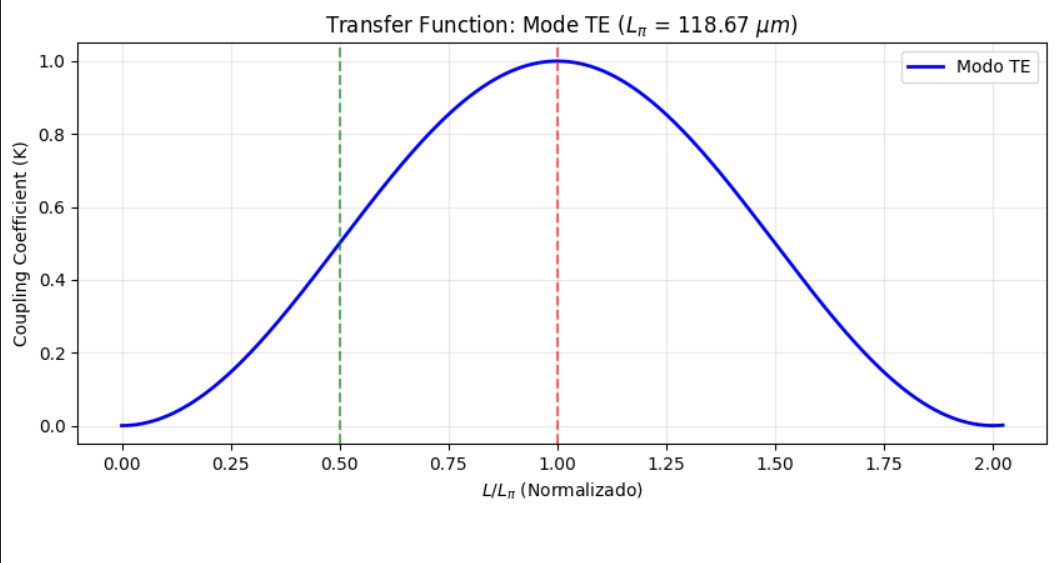 Transfer Function: Mode TE (Lπ = 118.67 μm)
Modo TE
Coupling Coefficient (K)
1.0
0.8
0.6
0.4
0.2
0.0
0.00 0.25 0.50 0.75 1.00 1.25 1.50 1.75 2.00
L/Lπ (Normalizado)